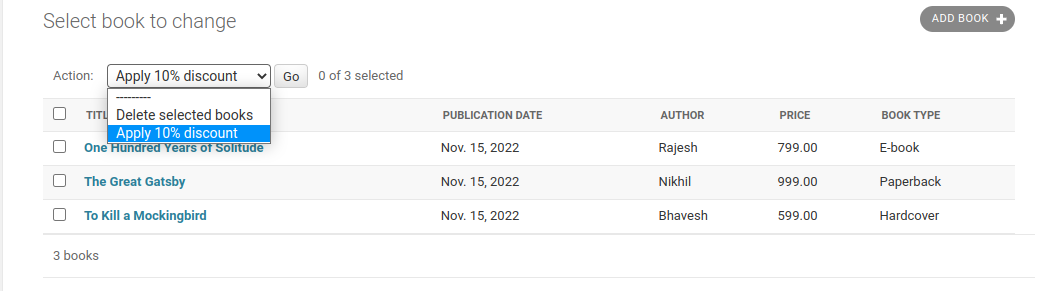 Select book to change
ADD BOOK +
Action: Apply 10% discount Go 0 of 3 selected
---------
Delete selected books
Apply 10% discount
PUBLICATION DATE AUTHOR PRICE BOOK TYPE
One Hundred Years of Solitude Nov. 15, 2022 Rajesh 799.00 E-book
The Great Gatsby Nov. 15, 2022 Nikhil 999.00 Paperback
To Kill a Mockingbird Nov. 15, 2022 Bhavesh 599.00 Hardcover
3 books